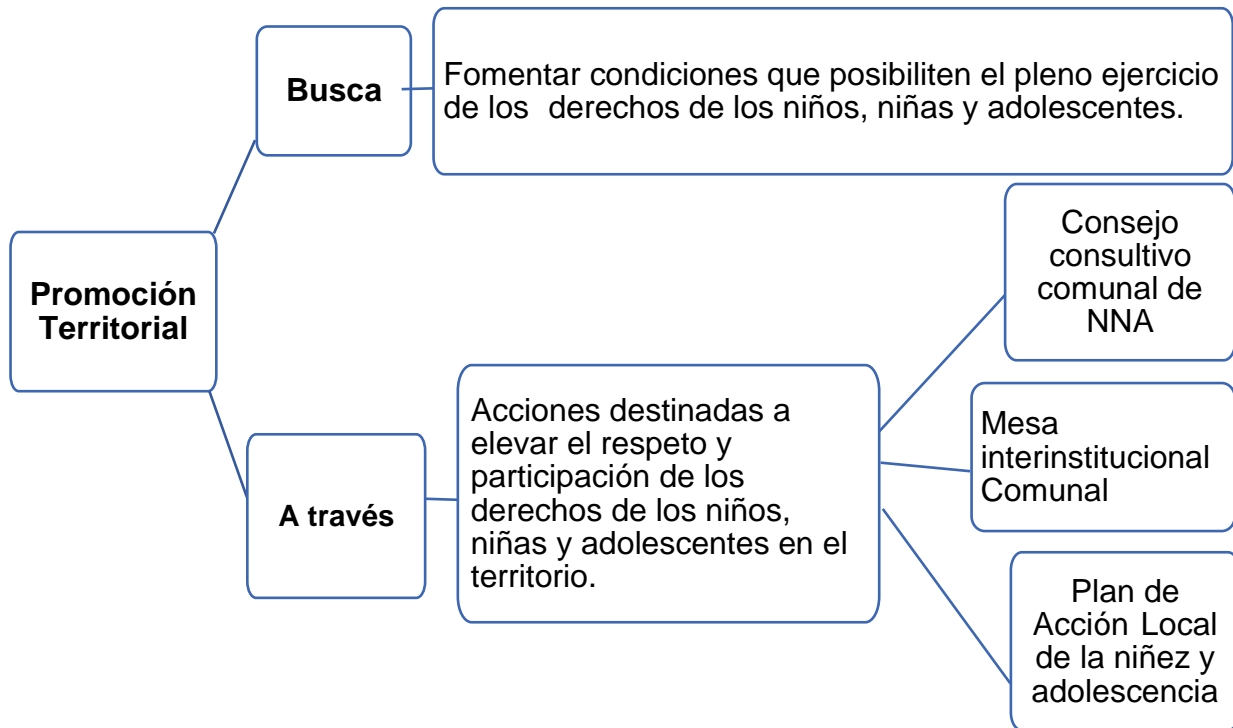 Busca
Fomentar condiciones que posibiliten el pleno ejercicio
de los derechos de los niños, niñas y adolescentes.
Promoción
Territorial
A través
Acciones destinadas a
elevar el respeto y
participación de los
derechos de los niños,
niñas y adolescentes en el
territorio.
Consejo
consultivo
comunal de
NNA
Mesa
interinstitucional
Comunal
Plan de
Acción Local
de la niñez y
adolescencia